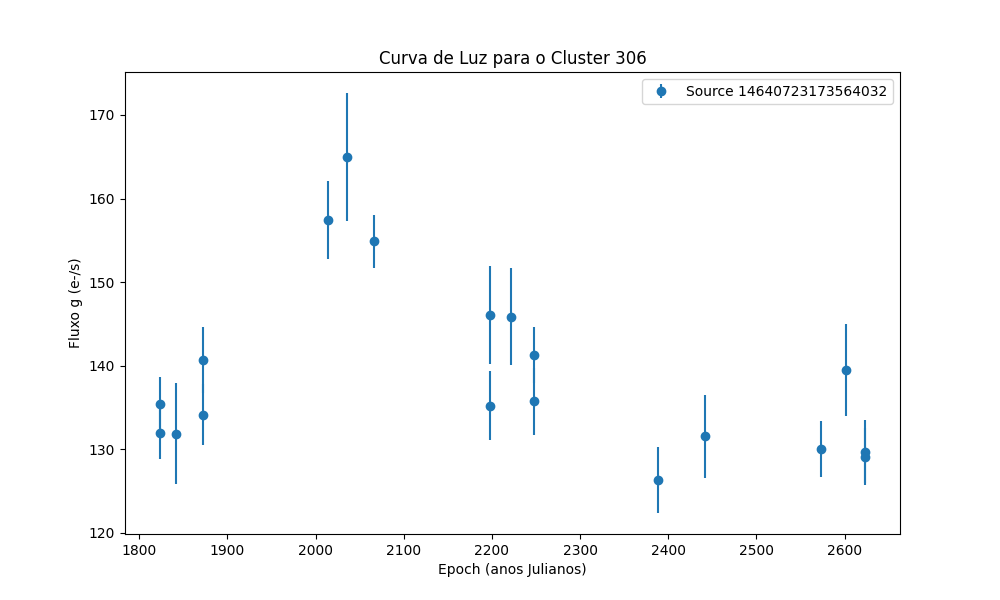 Curva de Luz para o Cluster 306
Source 14640723173564032
Fluxo g (e-/s)
170
160
150
140
130
120
1800 1900 2000 2100 2200 2300 2400 2500 2600
Epoch (anos Julianos)